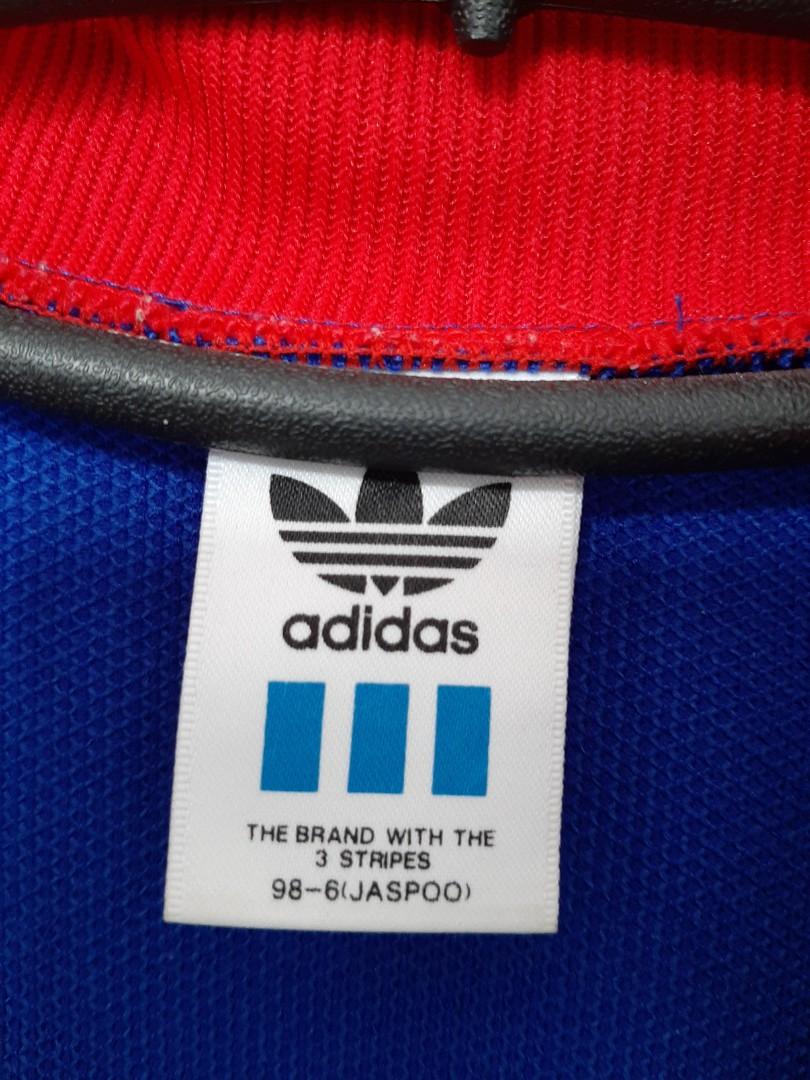 adidas
THE BRAND WITH THE
3 STRIPES
98-6(JASPOO)